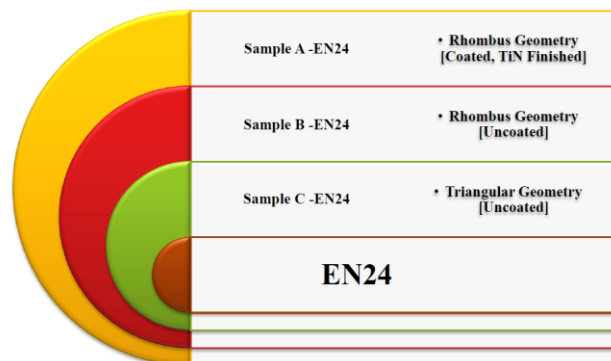 Sample A -EN24
• Rhombus Geometry
[Coated, TiN Finished]
Sample B -EN24
• Rhombus Geometry
[Uncoated]
Sample C -EN24
• Triangular Geometry
[Uncoated]
EN24